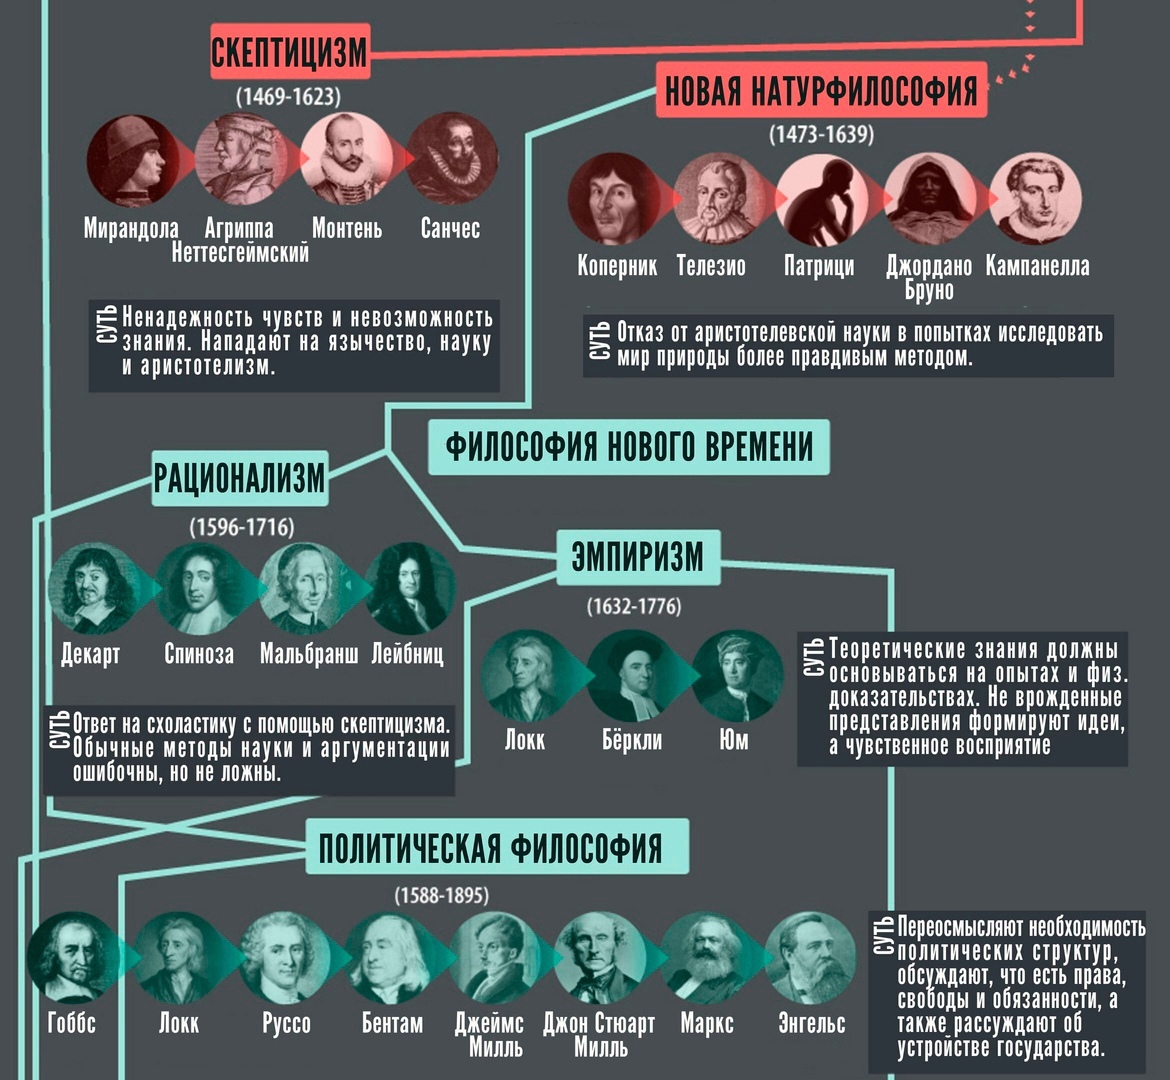 СКЕПТИЦИЗМ
(1469-1623)
Мирандола Агриппа Монтень Санчес
Неттесгеймский
СУТЬ
Ненадежность чувств и невозможность
знания. Нападают на язычество, науку
и аристотелизм.
НОВАЯ НАТУРФИЛОСОФИЯ
(1473-1639)
Коперник Телезио Патрици Джордано Кампанелла
Бруно
СУТЬ
Отказ от аристотелевской науки в попытках исследовать
мир природы более правдивым методом.
ФИЛОСОФИЯ НОВОГО ВРЕМЕНИ
РАЦИОНАЛИЗМ
(1596-1716)
Декарт Спиноза Мальбранш Лейбниц
СУТЬ
Ответ на схоластику с помощью скептицизма.
Обычные методы науки и аргументации
ошибочны, но не ложны.
ЭМПИРИЗМ
(1632-1776)
Локк Бёркли Юм
СУТЬ
Теоретические знания должны
основываться на опытах и физ.
доказательствах. Не врожденные
представления формируют идеи,
а чувственное восприятие
ПОЛИТИЧЕСКАЯ ФИЛОСОФИЯ
(1588-1895)
Гоббс Локк Руссо Бентам Джеймс Джон Стюарт Маркс Энгельс
Милль Милль
СУТЬ
Переосмысляют необходимость
политических структур,
обсуждают, что есть права,
свободы и обязанности, а
также рассуждают об
устройстве государства.